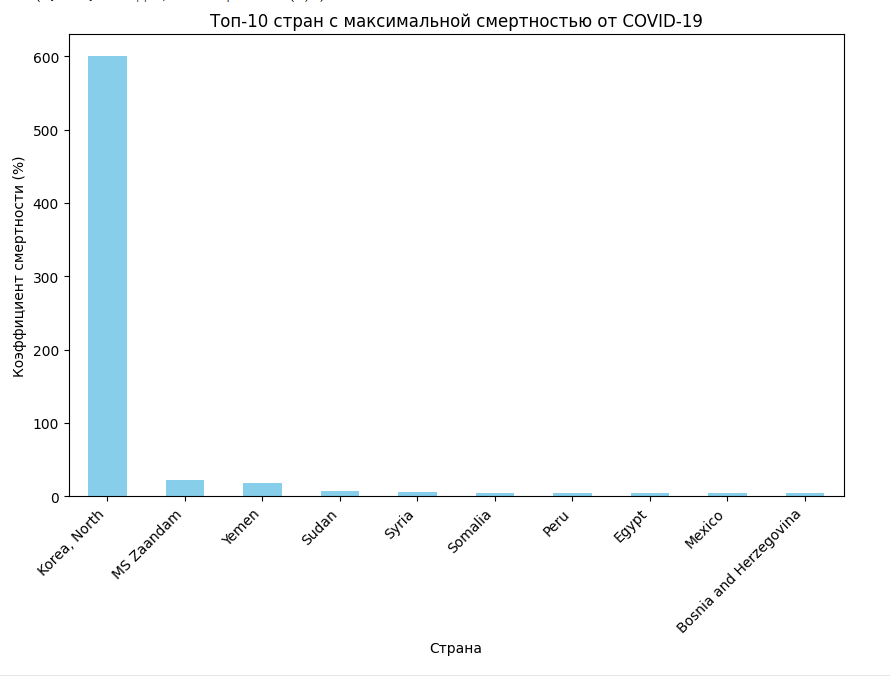 Топ-10 стран с максимальной смертностью от COVID-19
Коэффициент смертности (%)
600
500
400
300
200
100
0
Korea, North
MS Zaandam
Yemen
Sudan
Syria
Somalia
Peru
Egypt
Mexico
Bosnia and Herzegovina
Страна